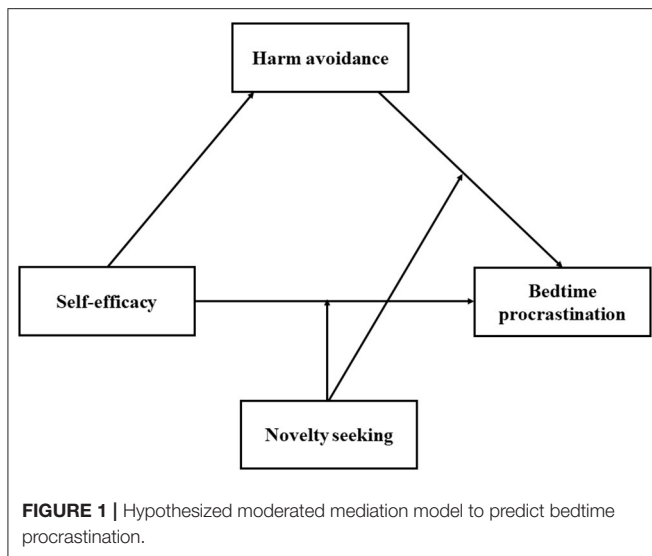 Harm avoidance
Self-efficacy
Bedtime
procrastination
Novelty seeking
FIGURE 1 | Hypothesized moderated mediation model to predict bedtime
procrastination.